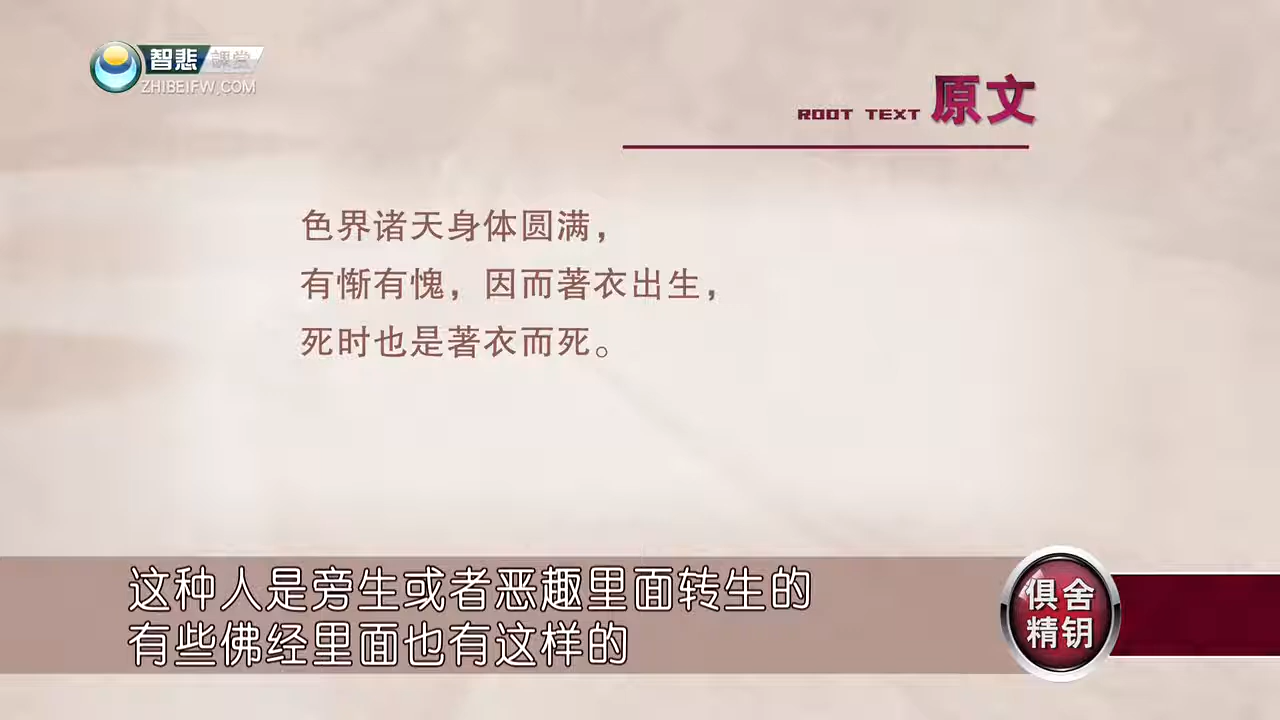 智悲课堂
ZHIBEIFW.COM
ROOT TEXT 原文
色界诸天身体圆满，
有惭有愧，因而著衣出生，
死时也是著衣而死。
这种人是旁生或者恶趣里面转生的
有些佛经里面也有这样的
俱舍
精钥